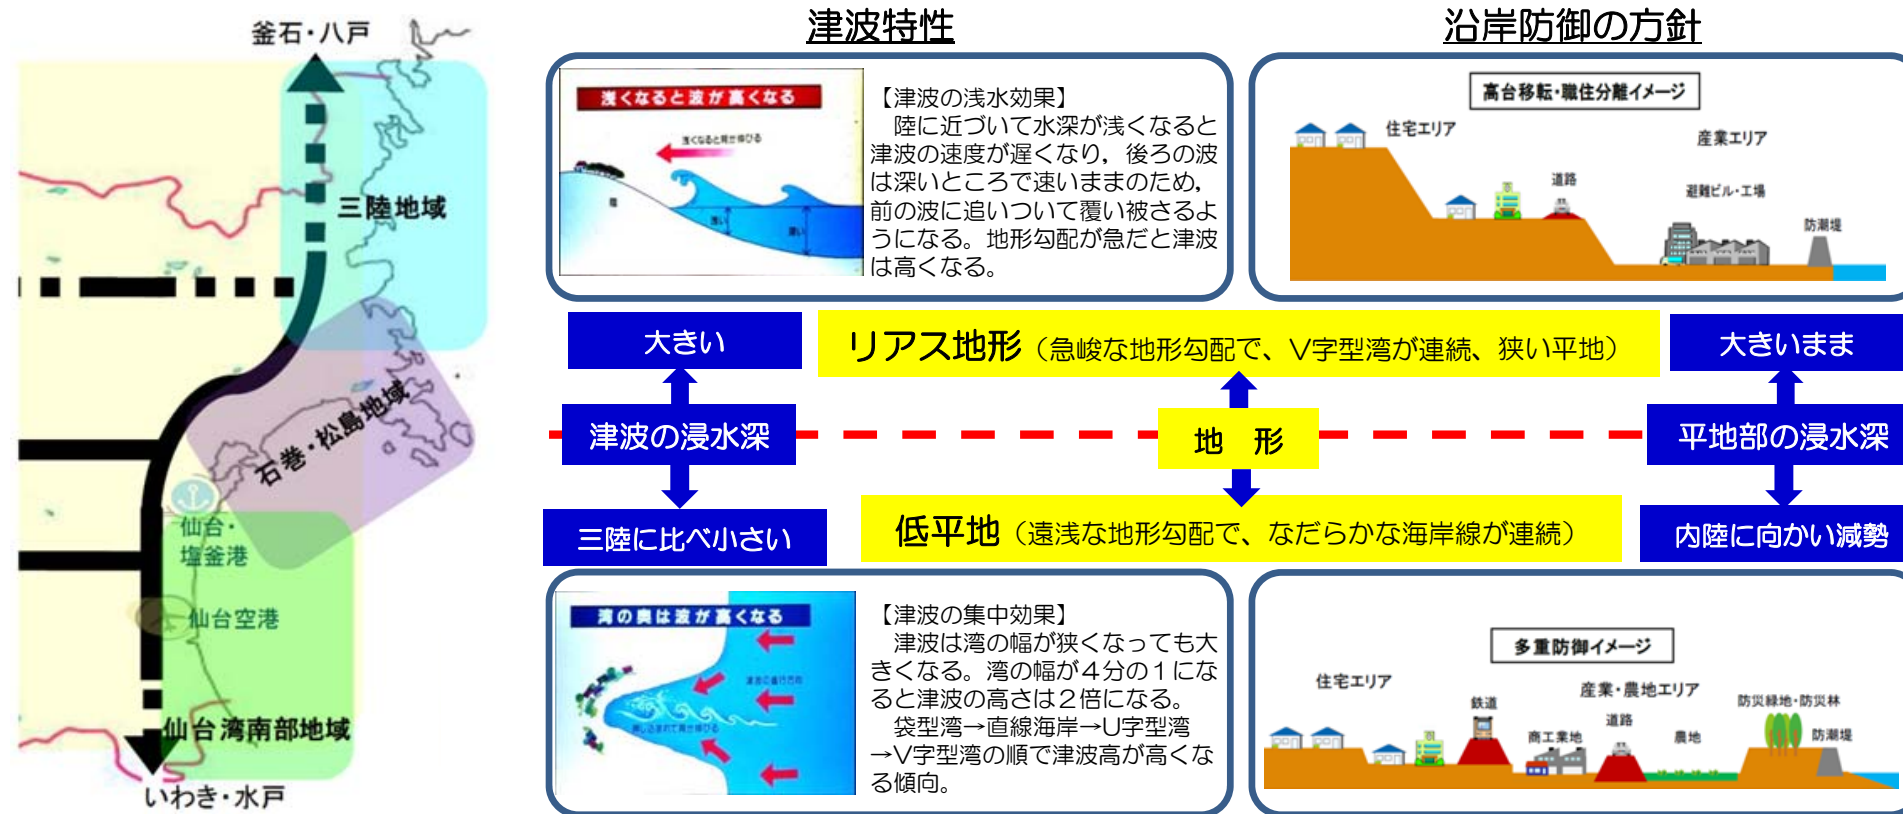 釜石・八戸
三陸地域
石巻・松島地域
仙台・
塩釜港
仙台空港
仙台湾南部地域
いわき・水戸
津波特性
浅くなると波が高くなる
陸
浅い
深い
【津波の浅水効果】
陸に近づいて水深が浅くなると
津波の速度が遅くなり，後ろの波
は深いところで速いままのため，
前の波に追いついて覆い被さるよ
うになる。地形勾配が急だと津波
は高くなる。
沿岸防御の方針
高台移転・職住分離イメージ
住宅エリア
産業エリア
道路
避難ビル・工場
防潮堤
大きい
リアス地形（急峻な地形勾配で、V字型湾が連続、狭い平地）
大きいまま
津波の浸水深
地　形
平地部の浸水深
三陸に比べ小さい
低平地（遠浅な地形勾配で、なだらかな海岸線が連続）
内陸に向かい減勢
湾の奥は波が高くなる
津波の進行方向
【津波の集中効果】
津波は湾の幅が狭くなっても大
きくなる。湾の幅が４分の１にな
ると津波の高さは２倍になる。
袋型湾→直線海岸→U字型湾
→V字型湾の順で津波高が高くな
る傾向。
多重防御イメージ
住宅エリア
産業・農地エリア
鉄道
道路
防災緑地・防災林
商工業地
農地
防潮堤